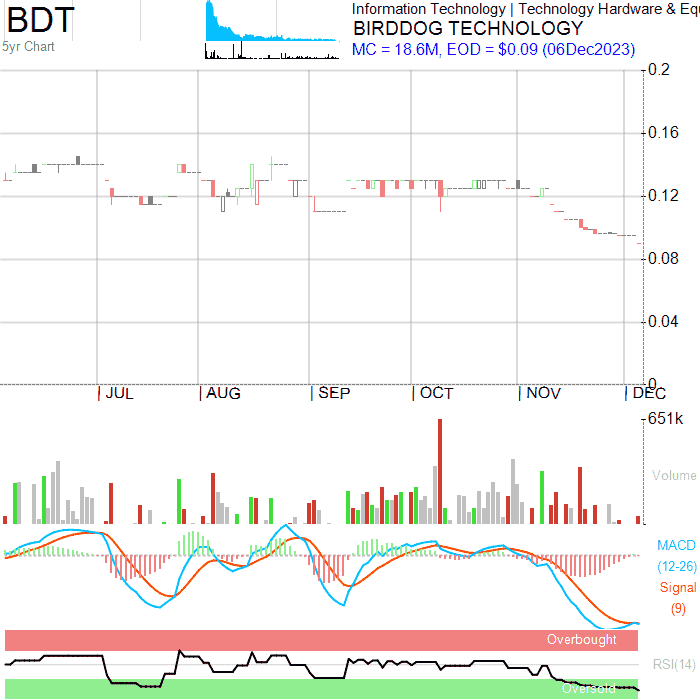 BDT
5yr Chart
Information Technology | Technology Hardware & Equ
BIRDDOG TECHNOLOGY
MC = 18.6M, EOD = $0.09 (06Dec2023)
0.2
0.16
0.12
0.08
0.04
0
| JUL | AUG | SEP | OCT | NOV | DEC
651k
Volume
MACD
(12-26)
Signal
(9)
Overbought
RSI(14)
Oversold